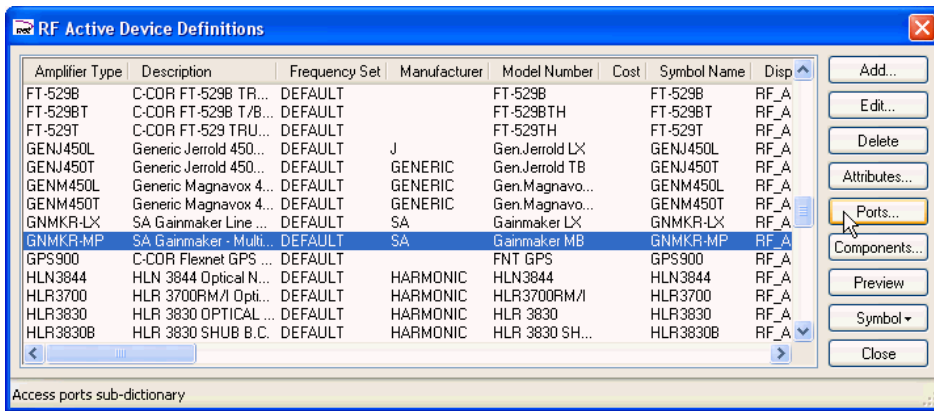 RF Active Device Definitions
Amplifier Type Description Frequency Set Manufacturer Model Number Cost Symbol Name Disp
FT-529B C-COR FT-529B TR... DEFAULT FT-529B FT-529B RF_A
FT-529BT C-COR FT-529B T/B... DEFAULT FT-529BTH FT-529BT RF_A
FT-529T C-COR FT-529 TRU... DEFAULT FT-529TH FT-529T RF_A
GENJ450L Generic Jerrold 450... DEFAULT J Gen.Jerrold LX GENJ450L RF_A
GENJ450T Generic Jerrold 450... DEFAULT GENERIC Gen.Jerrold TB GENJ450T RF_A
GENM450L Generic Magnavox 4... DEFAULT GENERIC Gen.Magnavo... GENM450L RF_A
GENM450T Generic Magnavox 4... DEFAULT GENERIC Gen.Magnavo... GENM450T RF_A
GNMKR-LX SA Gainmaker Line ... DEFAULT SA Gainmaker LX GNMKR-LX RF_A
GNMKR-MP SA Gainmaker - Multi... DEFAULT SA Gainmaker MB GNMKR-MP RF_A
GPS900 C-COR Flexnet GPS ... DEFAULT FNT GPS GPS900 RF_A
HLN3844 HLN 3844 Optical N... DEFAULT HARMONIC HLN3844 HLN3844 RF_A
HLR3700 HLR 3700RM/I Opti... DEFAULT HARMONIC HLR3700RM/I HLR3700 RF_A
HLR3830 HLR 3830 OPTICAL ... DEFAULT HARMONIC HLR 3830 HLR3830 RF_A
HLR3830B HLR 3830 SHUB B.C. DEFAULT HARMONIC HLR 3830 SH... HLR3830B RF_A
Add...
Edit...
Delete
Attributes...
Ports...
Components...
Preview
Symbol
Close
Access ports sub-dictionary